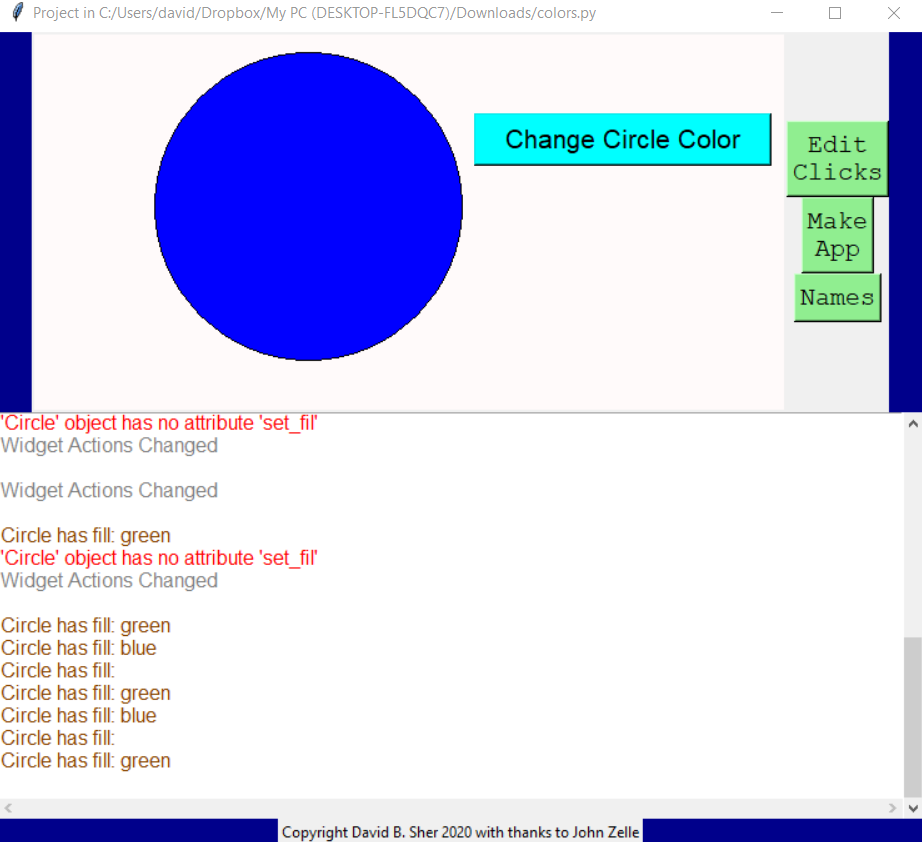 Project in C:/Users/david/Dropbox/My PC (DESKTOP-FL5DQC7)/Downloads/colors.py
Change Circle Color
Edit
Clicks
Make
App
Names
'Circle' object has no attribute 'set_fil'
Widget Actions Changed
Widget Actions Changed
Circle has fill: green
'Circle' object has no attribute 'set_fil'
Widget Actions Changed
Circle has fill: green
Circle has fill: blue
Circle has fill:
Circle has fill: green
Circle has fill: blue
Circle has fill:
Circle has fill: green
Copyright David B. Sher 2020 with thanks to John Zelle